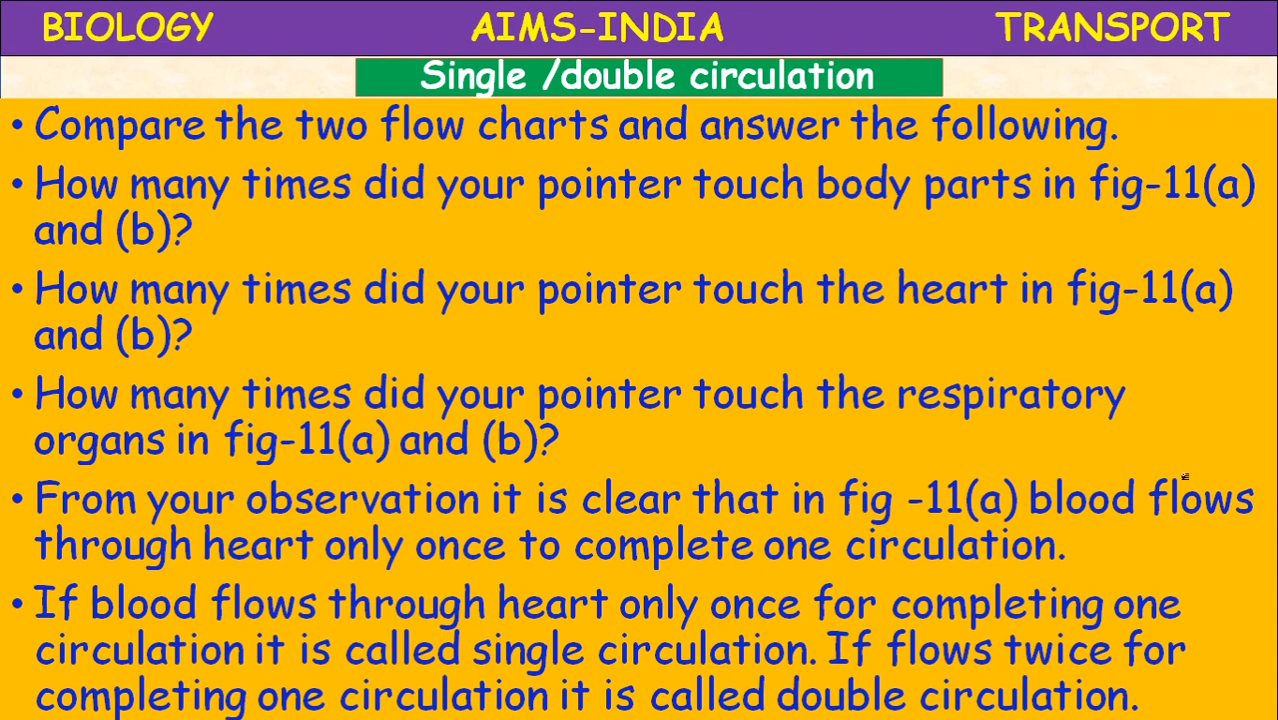 BIOLOGY AIMS-INDIA TRANSPORT
Single /double circulation
• Compare the two flow charts and answer the following.
• How many times did your pointer touch body parts in fig-11(a)
and (b)?
• How many times did your pointer touch the heart in fig-11(a)
and (b)?
• How many times did your pointer touch the respiratory
organs in fig-11(a) and (b)?
• From your observation it is clear that in fig -11(a) blood flows
through heart only once to complete one circulation.
• If blood flows through heart only once for completing one
circulation it is called single circulation. If flows twice for
completing one circulation it is called double circulation.